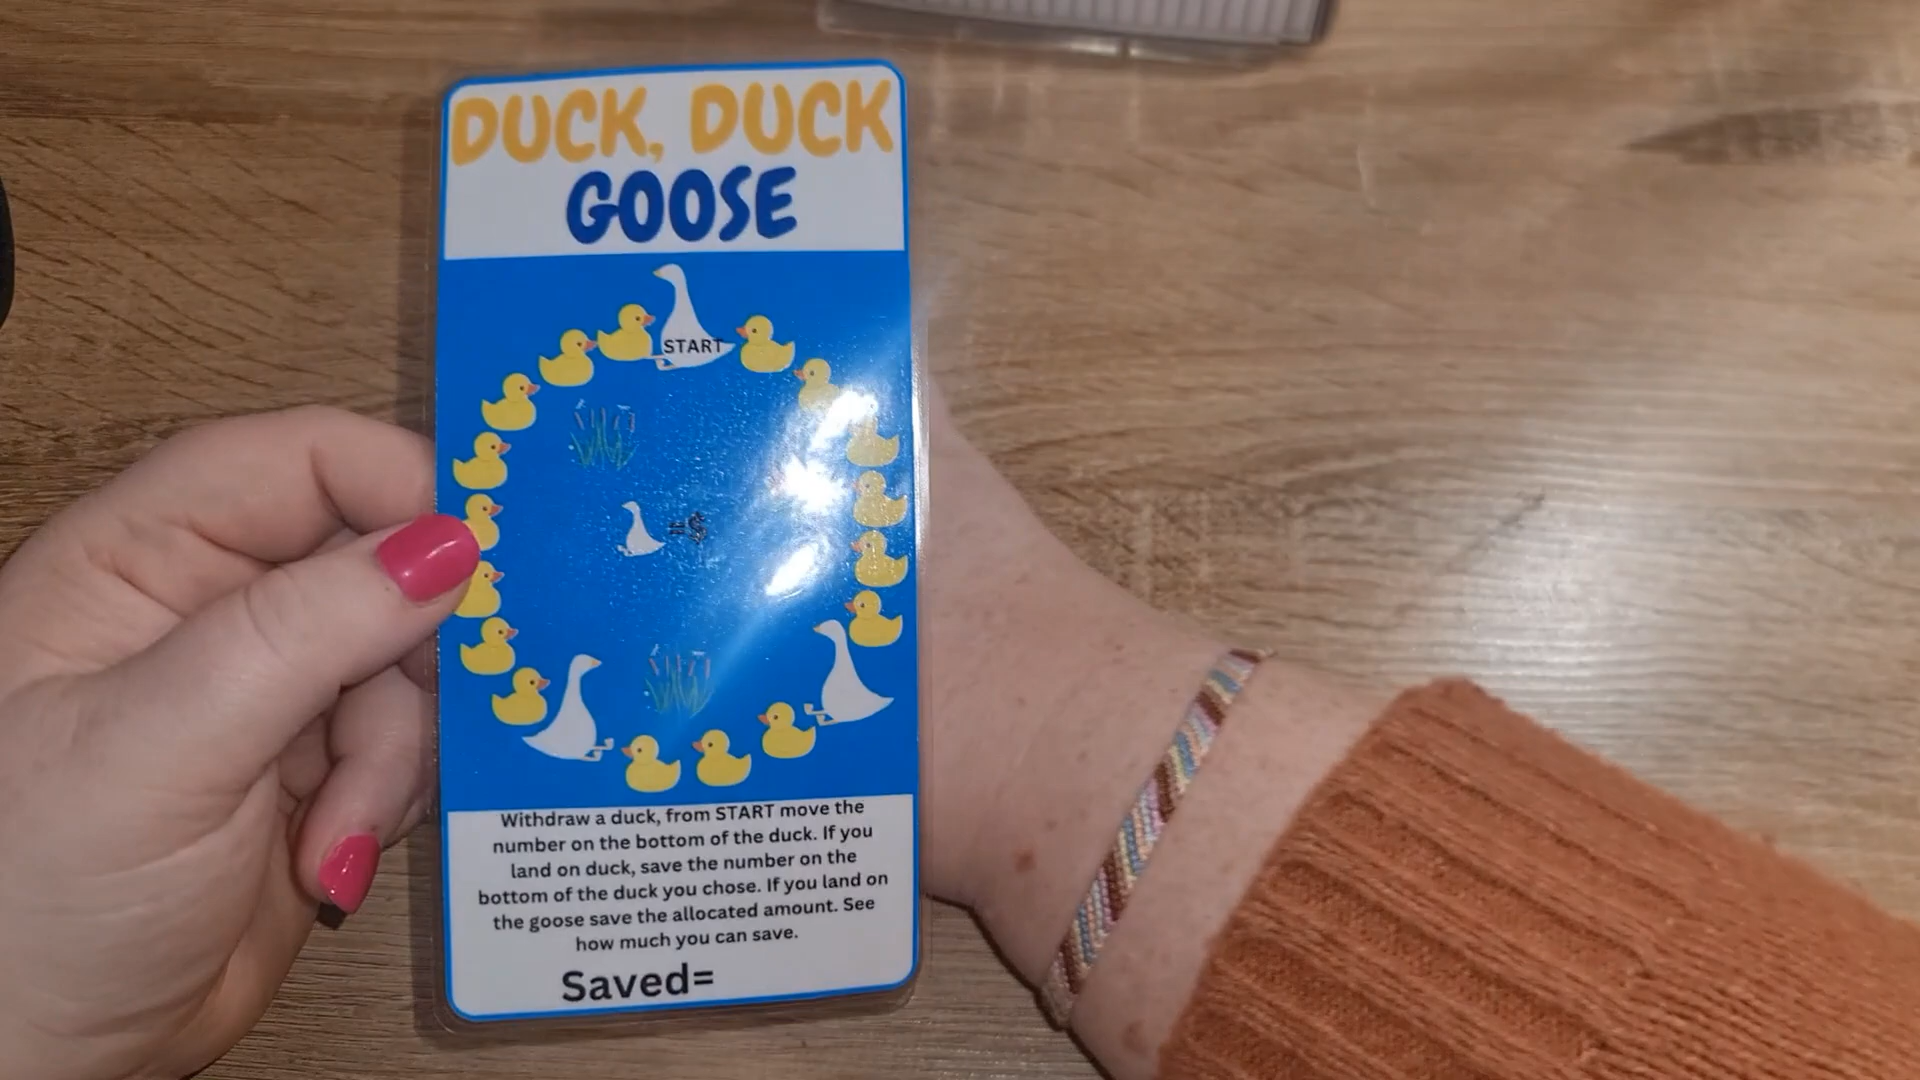 DUCK, DUCK
GOOSE
START
=$
Withdraw a duck, from START move the
number on the bottom of the duck. If you
land on duck, save the number on the
bottom of the duck you chose. If you land on
the goose save the allocated amount. See
how much you can save.
Saved=